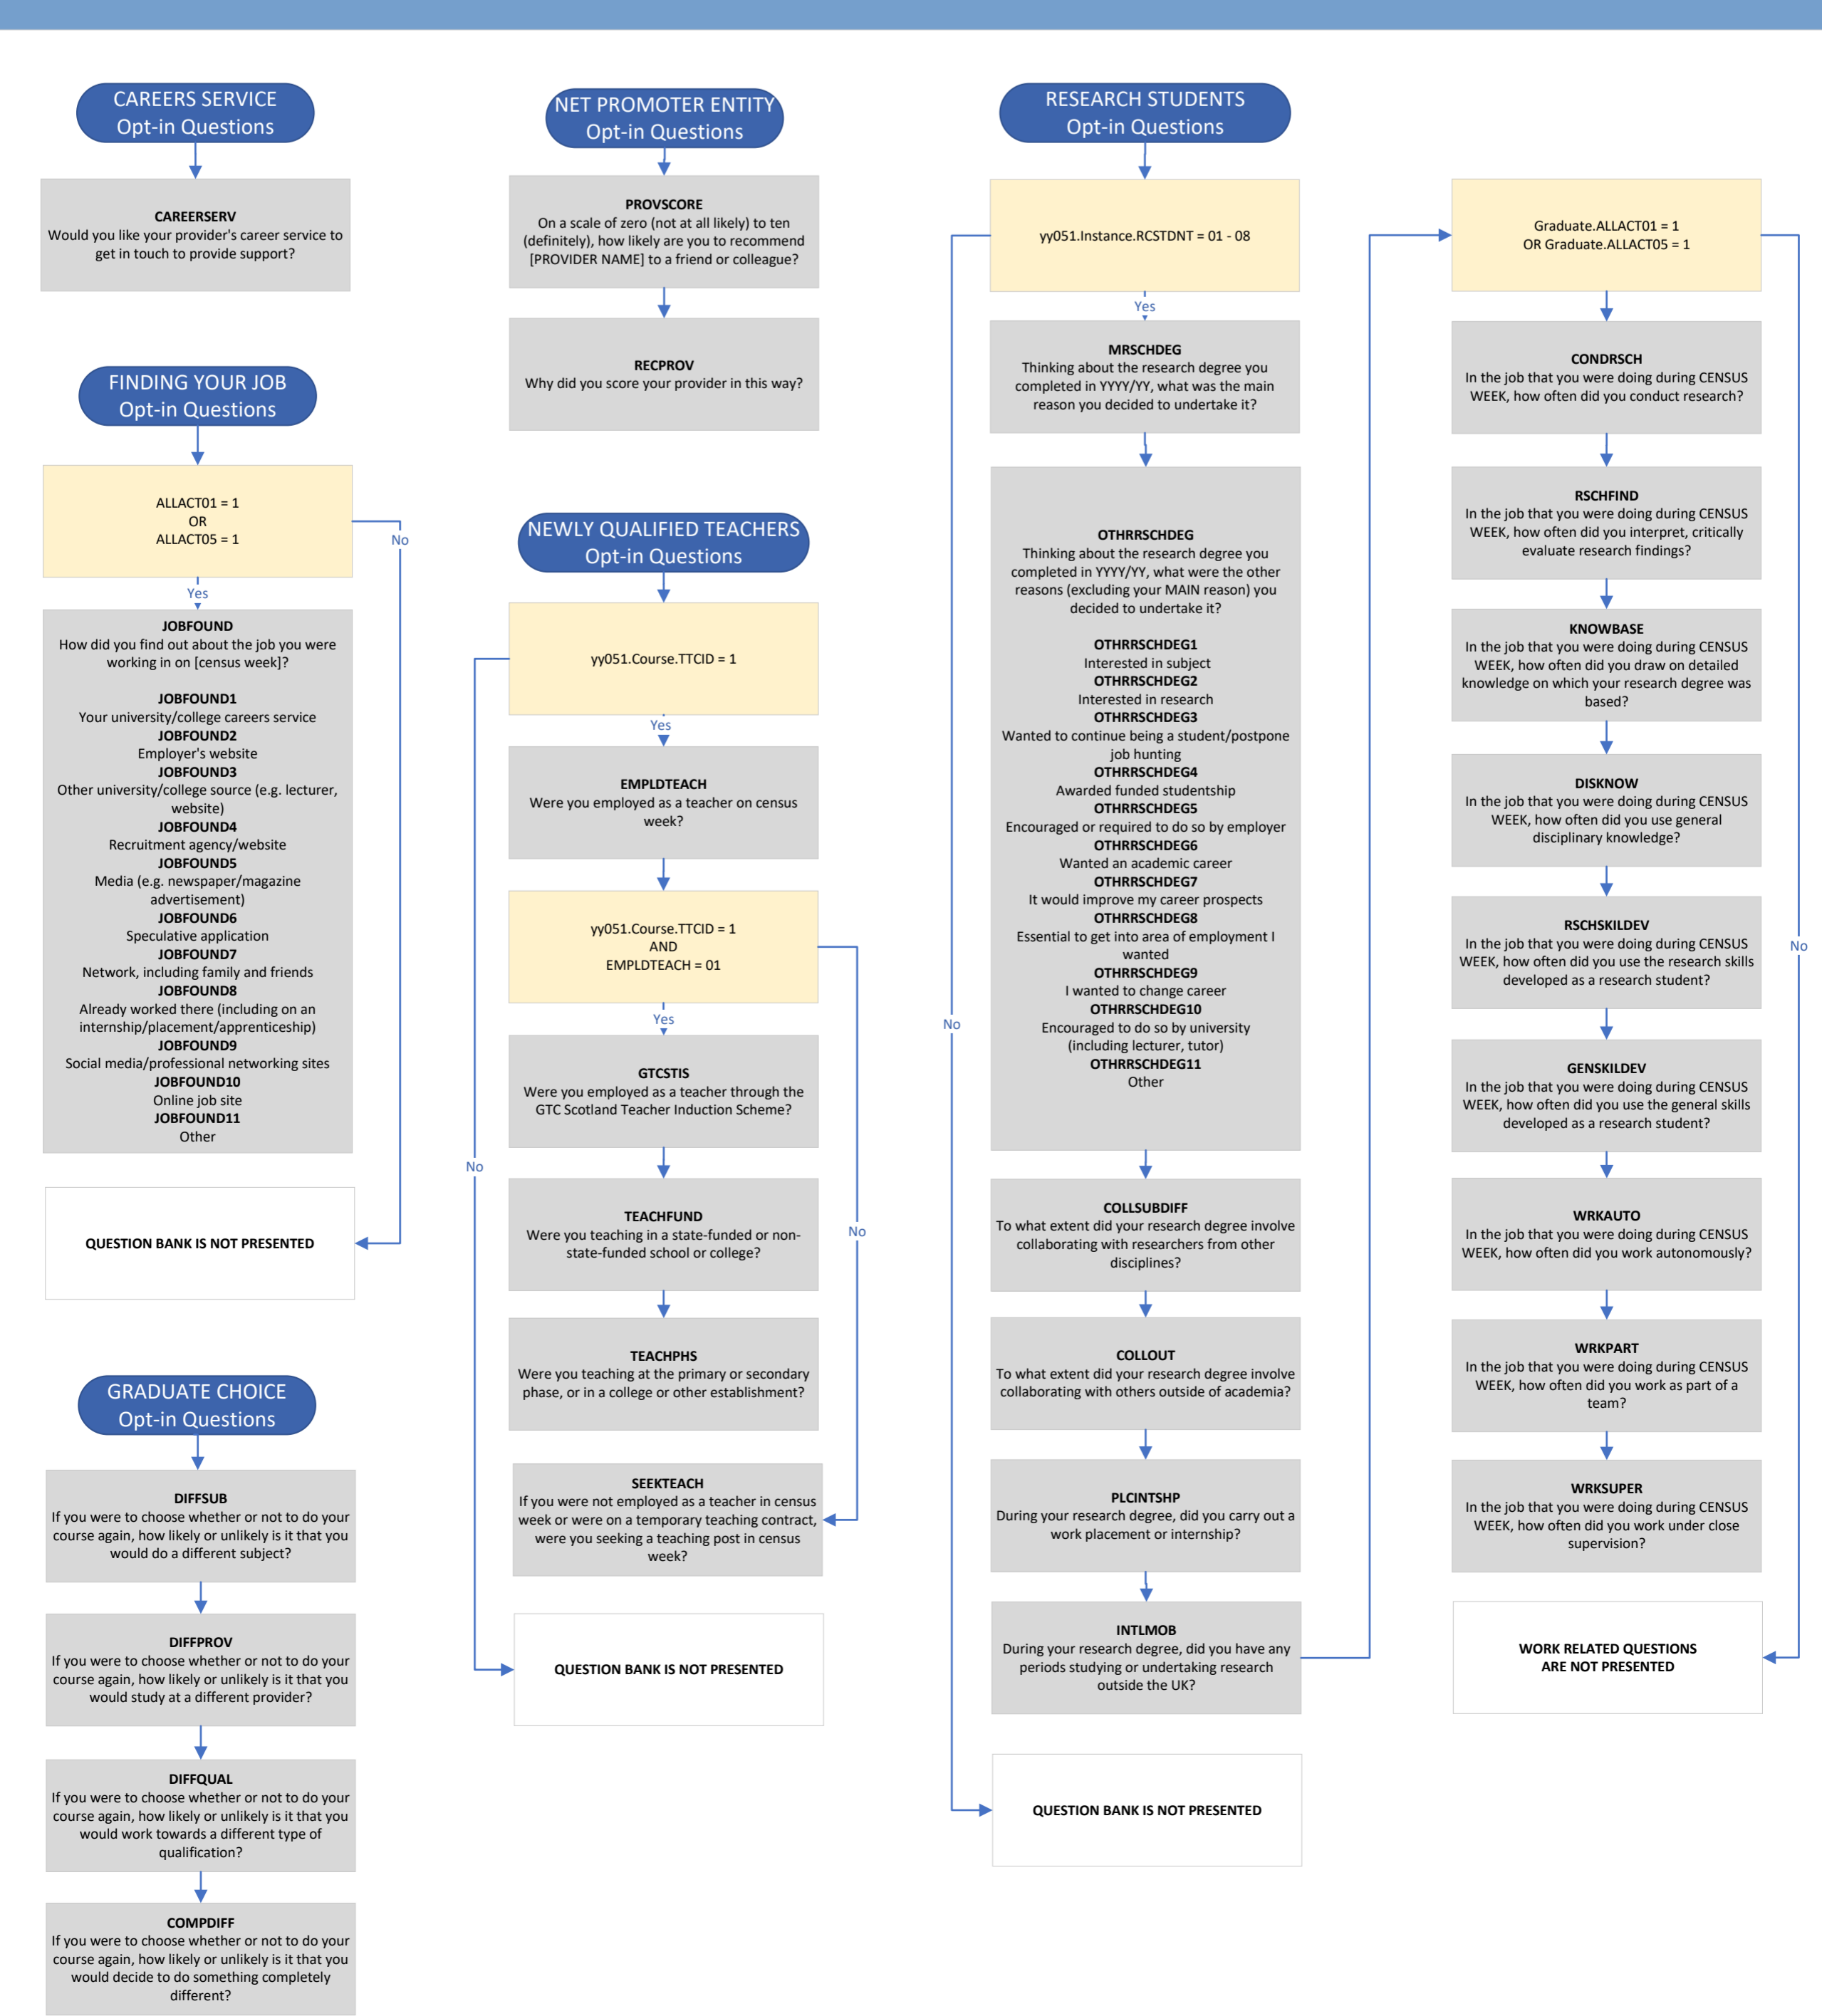 CAREERS SERVICE
Opt-in Questions
CAREERSERV
Would you like your provider's career service to
get in touch to provide support?
FINDING YOUR JOB
Opt-in Questions
ALLACT01 = 1
OR
ALLACT05 = 1
No
Yes
JOBFOUND
How did you find out about the job you were
working in on [census week]?
JOBFOUND1
Your university/college careers service
JOBFOUND2
Employer's website
JOBFOUND3
Other university/college source (e.g. lecturer,
website)
JOBFOUND4
Recruitment agency/website
JOBFOUND5
Media (e.g. newspaper/magazine
advertisement)
JOBFOUND6
Speculative application
JOBFOUND7
Network, including family and friends
JOBFOUND8
Already worked there (including on an
internship/placement/apprenticeship)
JOBFOUND9
Social media/professional networking sites
JOBFOUND10
Online job site
JOBFOUND11
Other
QUESTION BANK IS NOT PRESENTED
GRADUATE CHOICE
Opt-in Questions
DIFFSUB
If you were to choose whether or not to do your
course again, how likely or unlikely is it that you
would do a different subject?
DIFFPROV
If you were to choose whether or not to do your
course again, how likely or unlikely is it that you
would study at a different provider?
DIFFQUAL
If you were to choose whether or not to do your
course again, how likely or unlikely is it that you
would work towards a different type of
qualification?
COMPDIFF
If you were to choose whether or not to do your
course again, how likely or unlikely is it that you
would decide to do something completely
different?
NET PROMOTER ENTITY
Opt-in Questions
PROVSCORE
On a scale of zero (not at all likely) to ten
(definitely), how likely are you to recommend
[PROVIDER NAME] to a friend or colleague?
RECPROV
Why did you score your provider in this way?
NEWLY QUALIFIED TEACHERS
Opt-in Questions
yy051.Course.TTCID = 1
Yes
EMPLDTEACH
Were you employed as a teacher on census
week?
yy051.Course.TTCID = 1
AND
EMPLDTEACH = 01
Yes
GTCSTIS
Were you employed as a teacher through the
GTC Scotland Teacher Induction Scheme?
No
TEACHFUND
Were you teaching in a state-funded or non-
state-funded school or college?
No
TEACHPHS
Were you teaching at the primary or secondary
phase, or in a college or other establishment?
SEEKTEACH
If you were not employed as a teacher in census
week or were on a temporary teaching contract,
were you seeking a teaching post in census
week?
QUESTION BANK IS NOT PRESENTED
RESEARCH STUDENTS
Opt-in Questions
yy051.Instance.RCSTDNT = 01 - 08
Yes
MRSCHDEG
Thinking about the research degree you
completed in YYYY/YY, what was the main
reason you decided to undertake it?
OTHRRSCHDEG
Thinking about the research degree you
completed in YYYY/YY, what were the other
reasons (excluding your MAIN reason) you
decided to undertake it?
OTHRRSCHDEG1
Interested in subject
OTHRRSCHDEG2
Interested in research
OTHRRSCHDEG3
Wanted to continue being a student/postpone
job hunting
OTHRRSCHDEG4
Awarded funded studentship
OTHRRSCHDEG5
Encouraged or required to do so by employer
OTHRRSCHDEG6
Wanted an academic career
OTHRRSCHDEG7
It would improve my career prospects
OTHRRSCHDEG8
Essential to get into area of employment I
wanted
OTHRRSCHDEG9
I wanted to change career
OTHRRSCHDEG10
Encouraged to do so by university
(including lecturer, tutor)
OTHRRSCHDEG11
Other
No
COLLSUBDIFF
To what extent did your research degree involve
collaborating with researchers from other
disciplines?
COLLOUT
To what extent did your research degree involve
collaborating with others outside of academia?
PLCINTSHP
During your research degree, did you carry out a
work placement or internship?
INTLMOB
During your research degree, did you have any
periods studying or undertaking research
outside the UK?
QUESTION BANK IS NOT PRESENTED
Graduate.ALLACT01 = 1
OR Graduate.ALLACT05 = 1
CONDRSCH
In the job that you were doing during CENSUS
WEEK, how often did you conduct research?
RSCHFIND
In the job that you were doing during CENSUS
WEEK, how often did you interpret, critically
evaluate research findings?
KNOWBASE
In the job that you were doing during CENSUS
WEEK, how often did you draw on detailed
knowledge on which your research degree was
based?
DISKNOW
In the job that you were doing during CENSUS
WEEK, how often did you use general
disciplinary knowledge?
RSCHSKILDEV
In the job that you were doing during CENSUS
WEEK, how often did you use the research skills
developed as a research student?
No
GENSKILDEV
In the job that you were doing during CENSUS
WEEK, how often did you use the general skills
developed as a research student?
WRKAUTO
In the job that you were doing during CENSUS
WEEK, how often did you work autonomously?
WRKPART
In the job that you were doing during CENSUS
WEEK, how often did you work as part of a
team?
WRKSUPER
In the job that you were doing during CENSUS
WEEK, how often did you work under close
supervision?
WORK RELATED QUESTIONS
ARE NOT PRESENTED